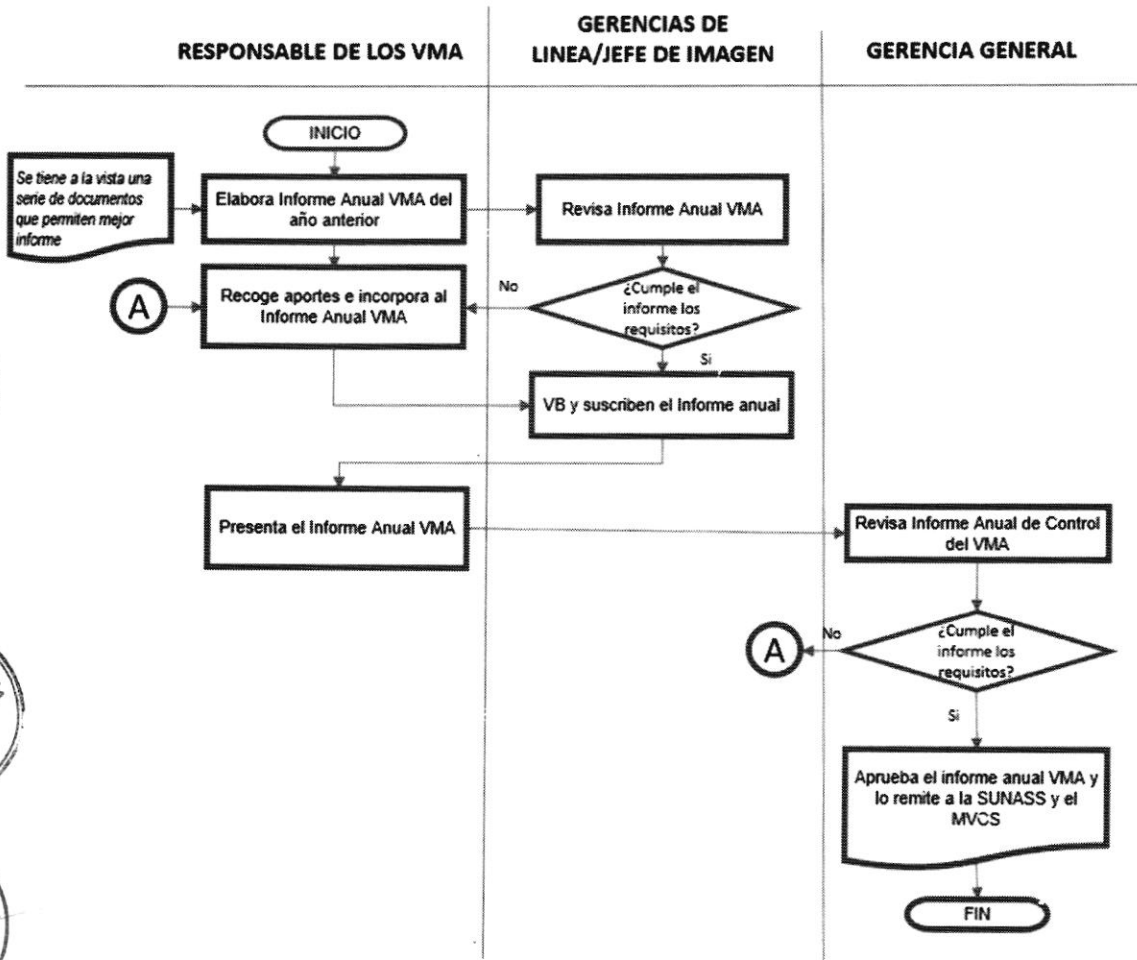 RESPONSABLE DE LOS VMA
GERENCIAS DE
LINEA/JEFE DE IMAGEN
GERENCIA GENERAL
INICIO
Se tiene a la vista una
serie de documentos
que permiten mejor
informe
Elabora Informe Anual VMA del
año anterior
Revisa Informe Anual VMA
A
Recoge aportes e incorpora al
Informe Anual VMA
No
¿Cumple el
informe los
requisitos?
Si
VB y suscriben el Informe anual
Presenta el Informe Anual VMA
Revisa Informe Anual de Control
del VMA
A
No
¿Cumple el
informe los
requisitos?
Si
Aprueba el informe anual VMA y
lo remite a la SUNASS y el
MVCS
FIN